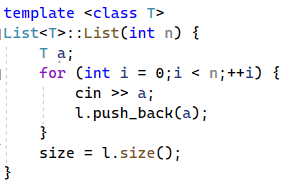 template <class T>
List<T>::List(int n) {
    T a;
    for (int i = 0;i < n;++i) {
        cin >> a;
        l.push_back(a);
    }
    size = l.size();
}